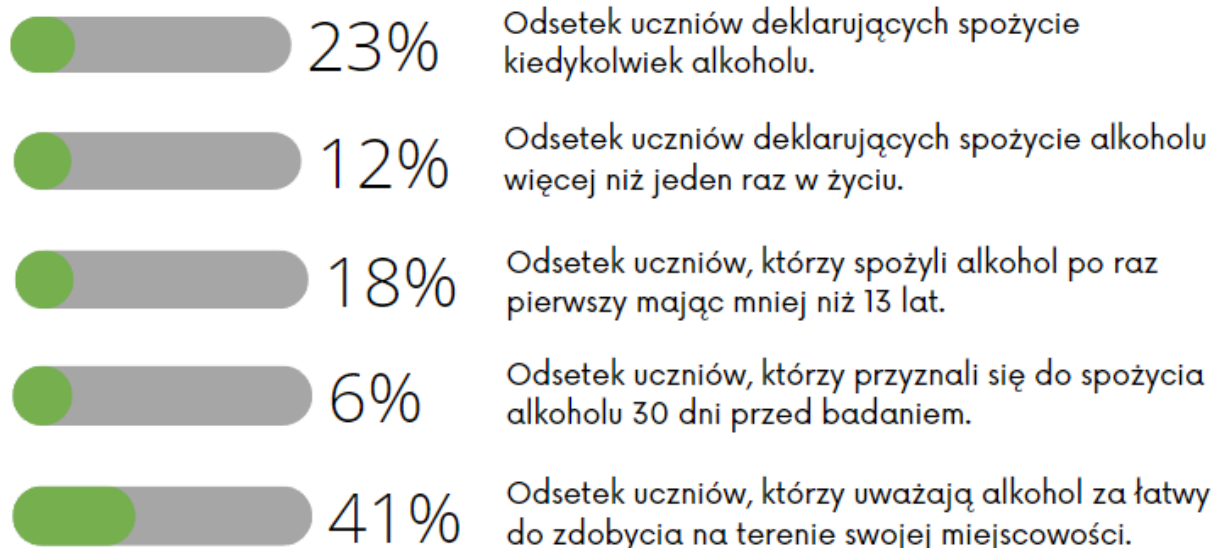 23%
Odsetek uczniów deklarujących spożycie
kiedykolwiek alkoholu.
12%
Odsetek uczniów deklarujących spożycie alkoholu
więcej niż jeden raz w życiu.
18%
Odsetek uczniów, którzy spożyli alkohol po raz
pierwszy mając mniej niż 13 lat.
6%
Odsetek uczniów, którzy przyznali się do spożycia
alkoholu 30 dni przed badaniem.
41%
Odsetek uczniów, którzy uważają alkohol za łatwy
do zdobycia na terenie swojej miejscowości.